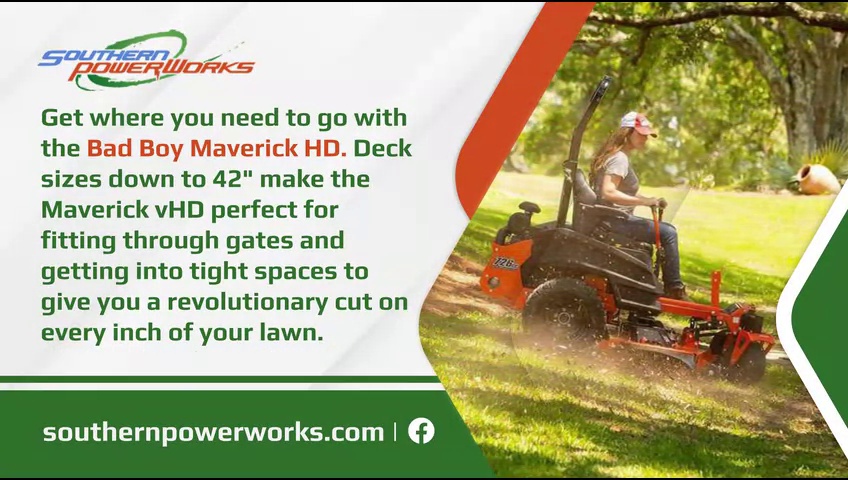 SOUTHERN
POWERWORKS
Get where you need to go with
the Bad Boy Maverick HD. Deck
sizes down to 42" make the
Maverick vHD perfect for
fitting through gates and
getting into tight spaces to
give you a revolutionary cut on
every inch of your lawn.
southernpowerworks.com |